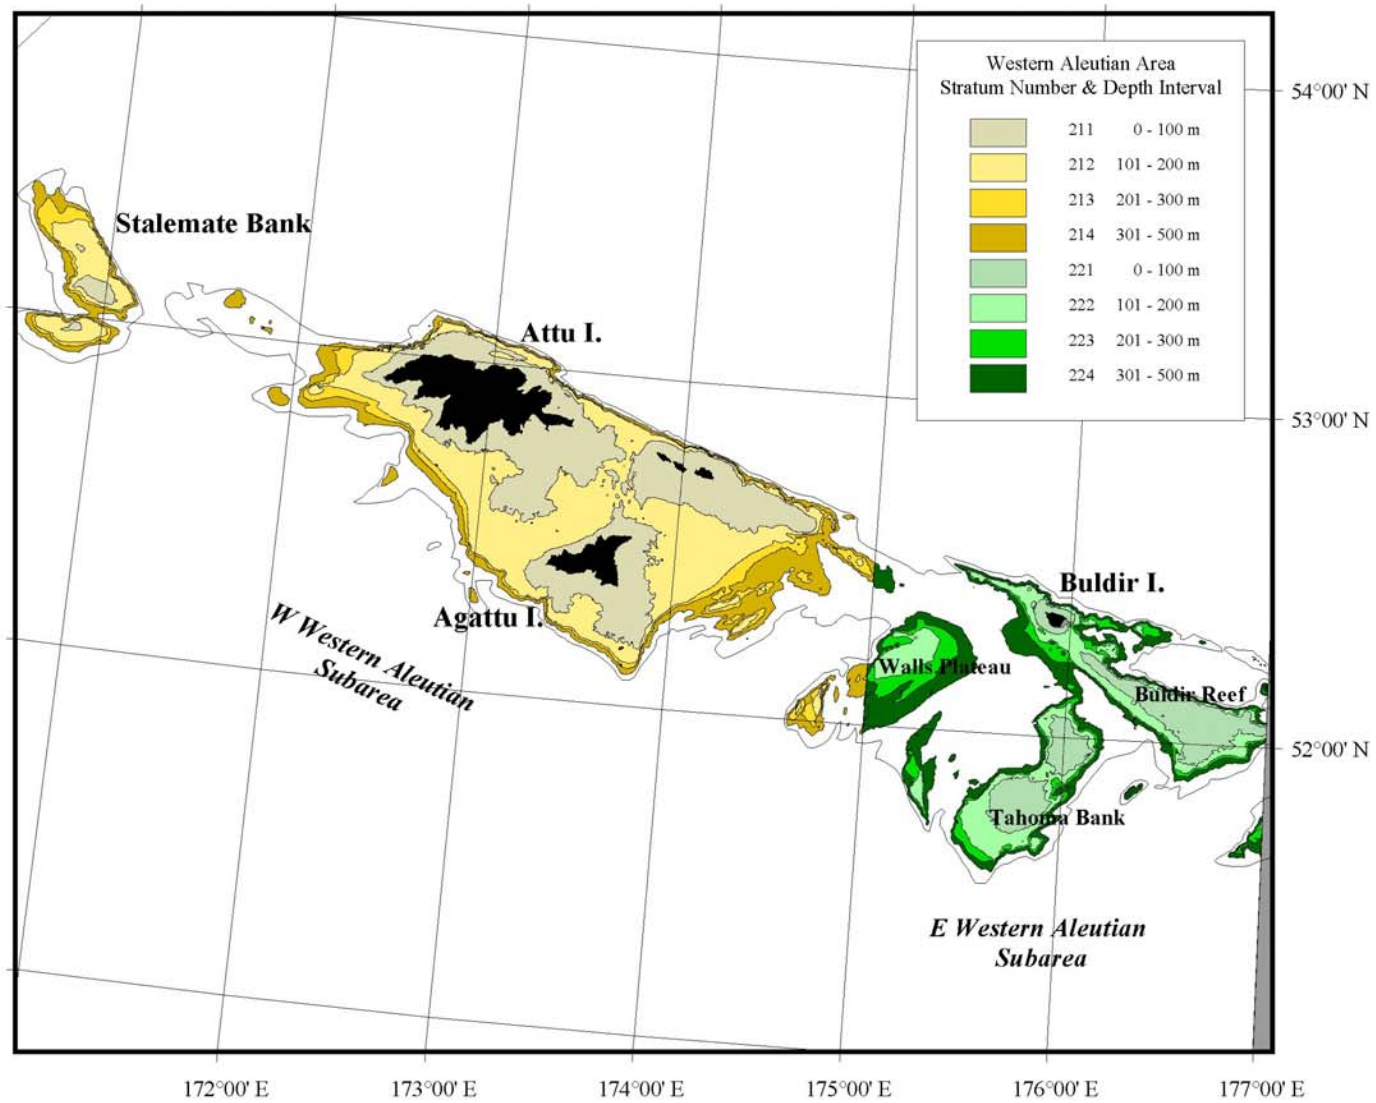 Western Aleutian Area
Stratum Number & Depth Interval
211 0 - 100 m
212 101 - 200 m
213 201 - 300 m
214 301 - 500 m
221 0 - 100 m
222 101 - 200 m
223 201 - 300 m
224 301 - 500 m
54°00' N
Stalemate Bank
Attu I.
53°00' N
Buldir I.
Agattu I.
W Western Aleutian
Subarea
Walls Plateau
Buldir Reef
52°00' N
Tahoma Bank
E Western Aleutian
Subarea
172°00' E
173°00' E
174°00' E
175°00' E
176°00' E
177°00' E